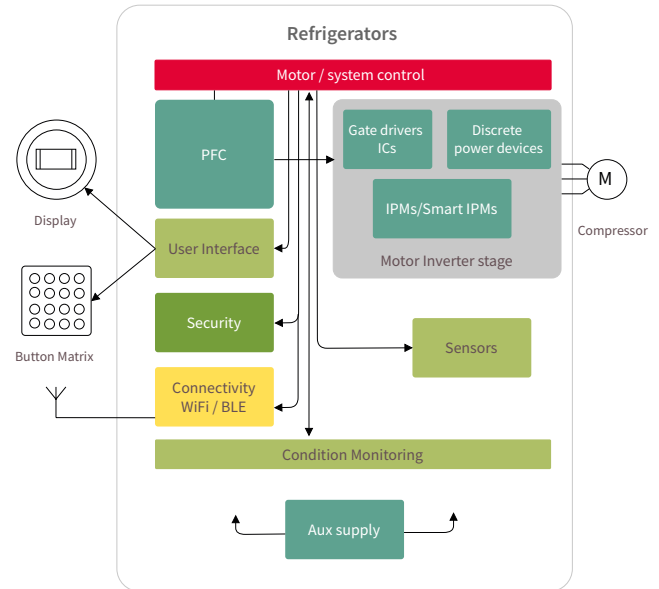 Refrigerators
Motor / system control
PFC
Gate drivers
ICs
Discrete
power devices
IPMs/Smart IPMs
Motor Inverter stage
M
Compressor
Display
User Interface
Button Matrix
Security
Sensors
Connectivity
WiFi / BLE
Condition Monitoring
Aux supply